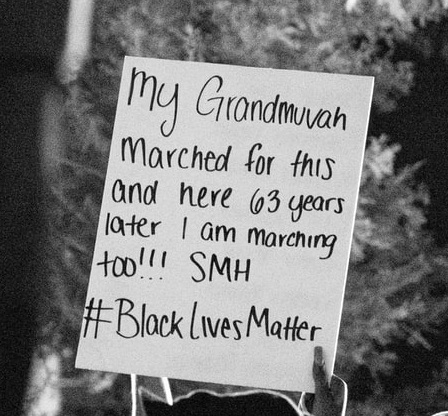 My Grandmuvah
marched for this
and here 63 years
later I am marching
too!!! SMH
#BlackLivesMatter